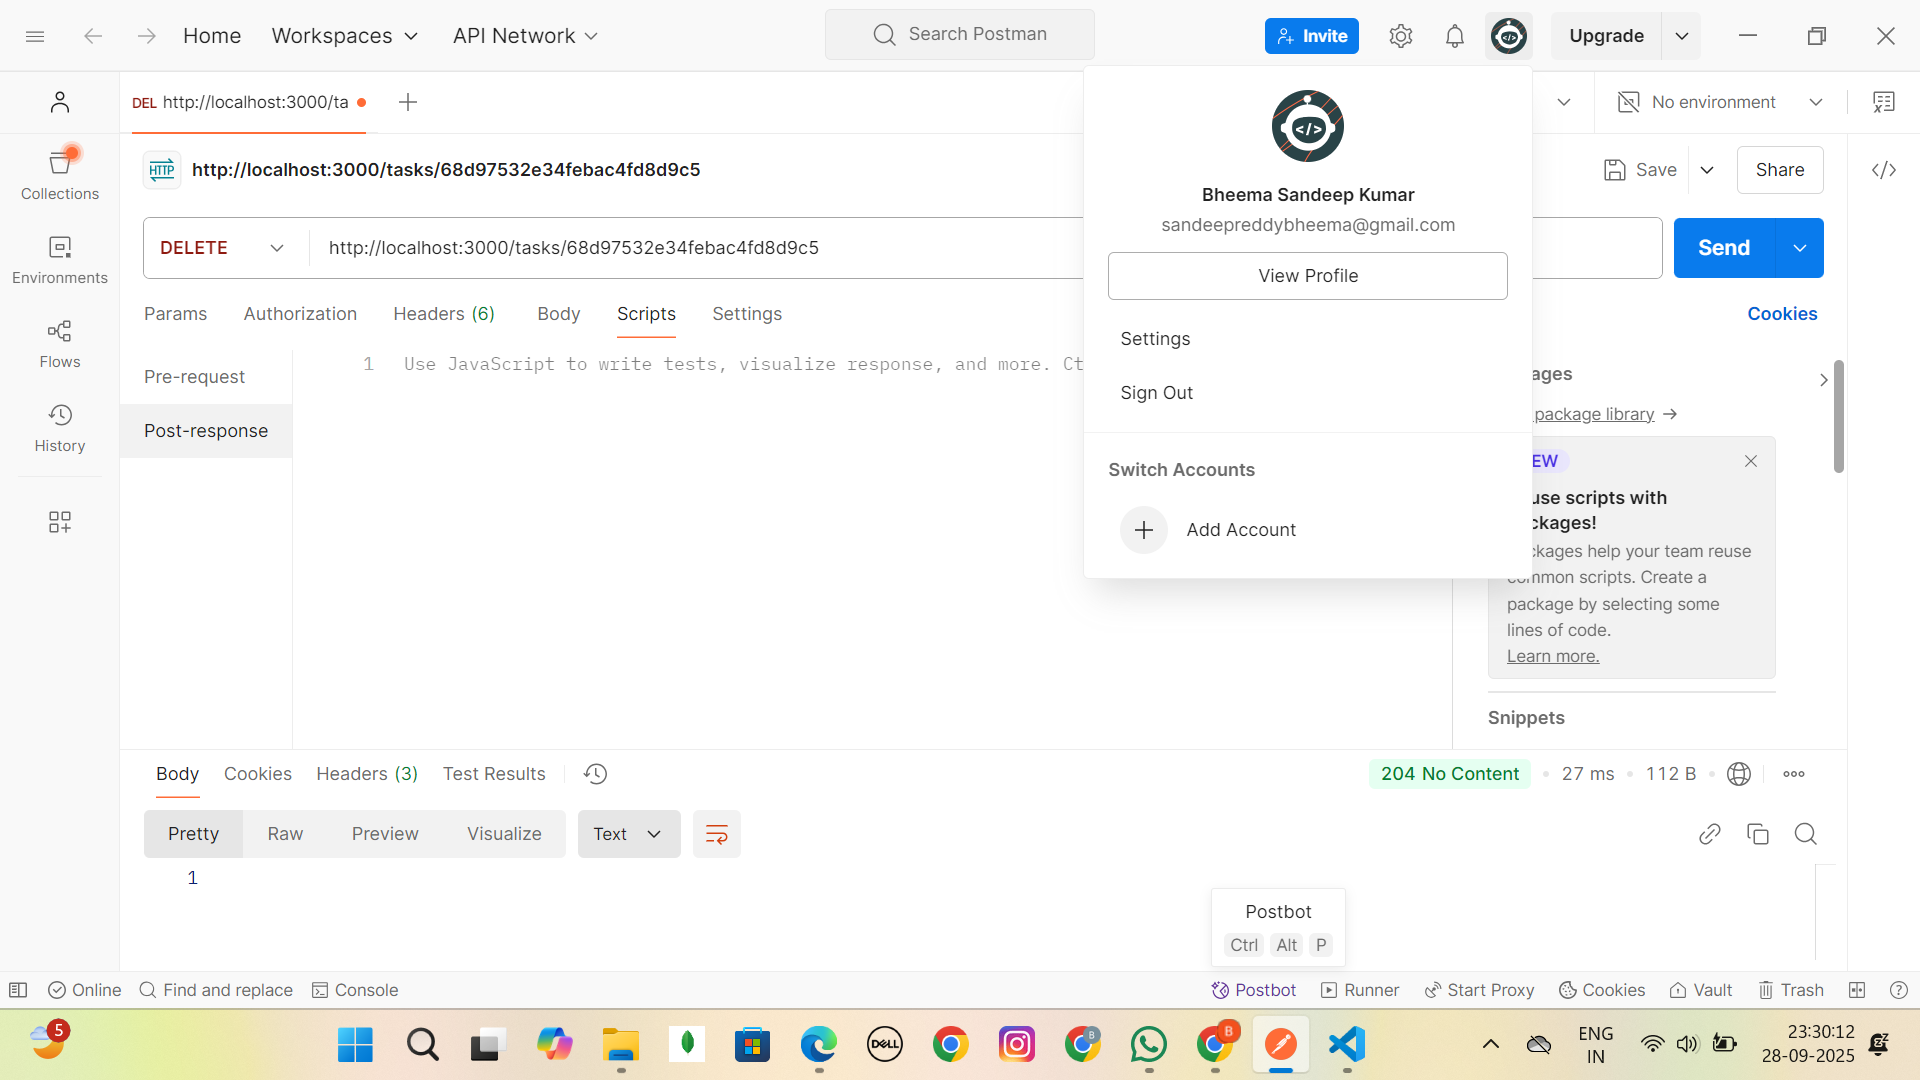 Home
Workspaces
API Network
Search Postman
Invite
Upgrade
DEL http://localhost:3000/ta
No environment
HTTP
http://localhost:3000/tasks/68d97532e34febac4fd8d9c5
Save
Share
DELETE
http://localhost:3000/tasks/68d97532e34febac4fd8d9c5
Send
Params
Authorization
Headers (6)
Body
Scripts
Settings
Cookies
Collections
Environments
Flows
History
Pre-request
Post-response
1
Use JavaScript to write tests, visualize response, and more. Ct
</>
Bheema Sandeep Kumar
sandeepreddybheema@gmail.com
View Profile
Settings
Sign Out
Switch Accounts
Add Account
ages
package library →
EW
use scripts with
ckages!
ckages help your team reuse
common scripts. Create a
package by selecting some
lines of code.
Learn more.
Snippets
Body
Cookies
Headers (3)
Test Results
204 No Content
27 ms
112 B
Pretty
Raw
Preview
Visualize
Text
1
Postbot
Ctrl Alt P
Online
Find and replace
Console
Postbot
Runner
Start Proxy
Cookies
Vault
Trash
5
DELL
B
B
ENG
IN
23:30:12
28-09-2025